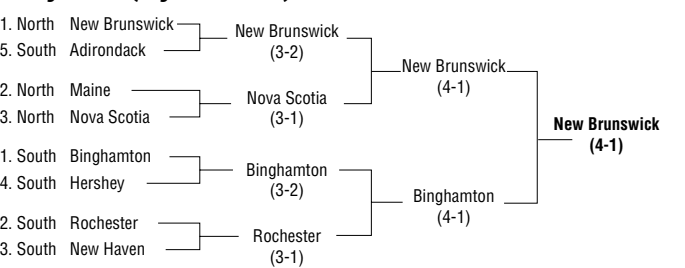 1. North New Brunswick
5. South Adirondack
New Brunswick
(3-2)
2. North Maine
3. North Nova Scotia
Nova Scotia
(3-1)
1. South Binghamton
4. South Hershey
Binghamton
(3-2)
2. South Rochester
3. South New Haven
Rochester
(3-1)
New Brunswick
(4-1)
Binghamton
(4-1)
New Brunswick
(4-1)